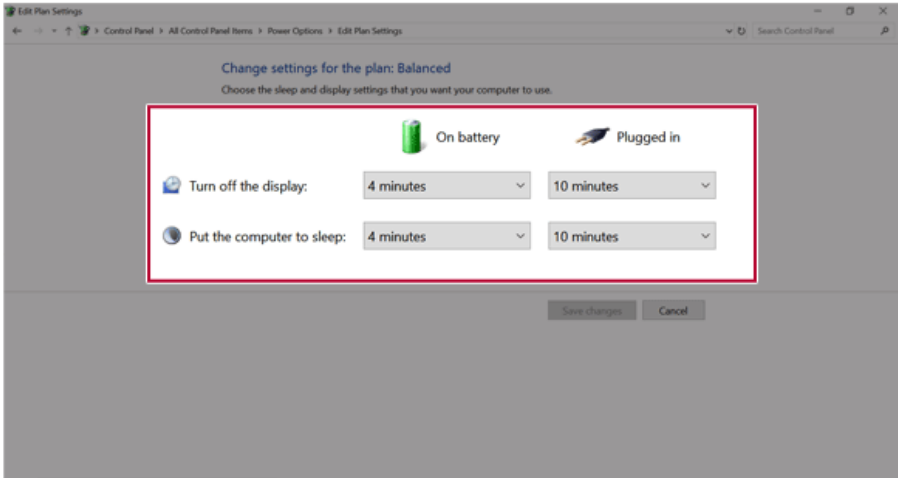 Edit Plan Settings
Control Panel > All Control Panel Items > Power Options > Edit Plan Settings
Search Control Panel
Change settings for the plan: Balanced
Choose the sleep and display settings that you want your computer to use.
On battery Plugged in
Turn off the display: 4 minutes 10 minutes
Put the computer to sleep: 4 minutes 10 minutes
Save changes Cancel